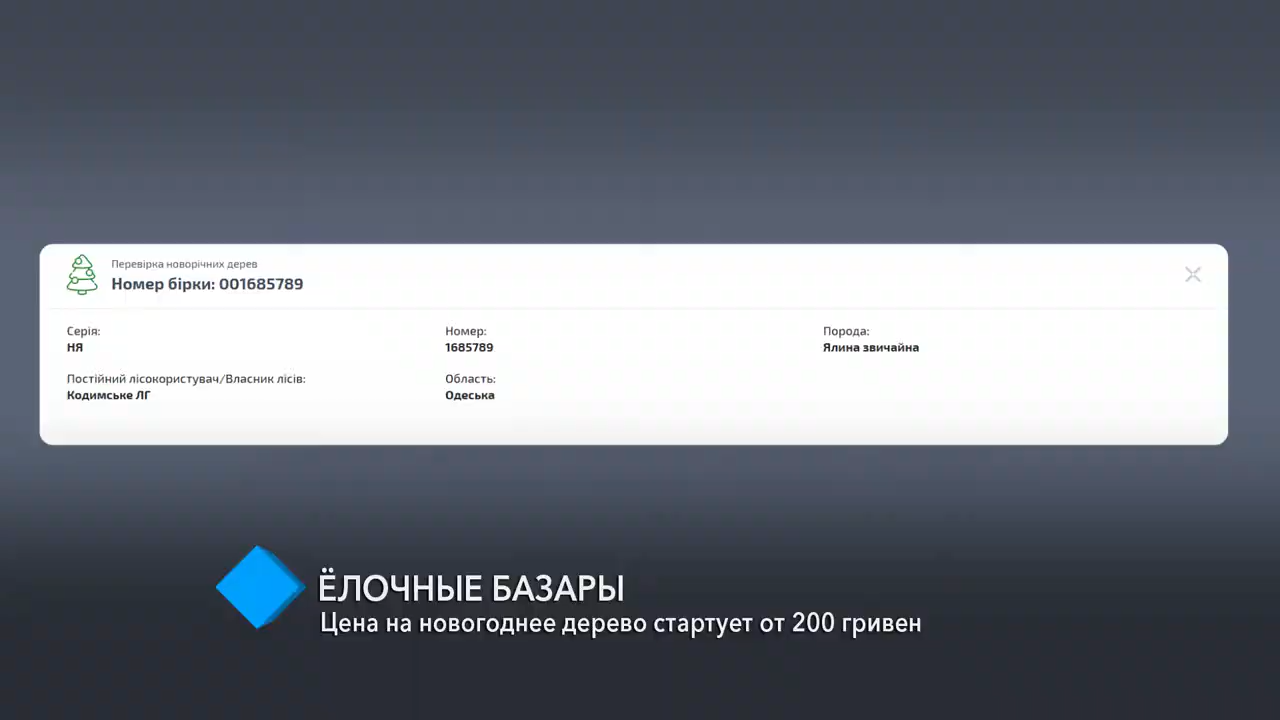 Перевірка новорічних дерев
Номер бірки: 001685789
Серія:
НЯ
Номер:
1685789
Порода:
Ялина звичайна
Постійний лісокористувач/Власник лісів:
Кодимське ЛГ
Область:
Одеська
ЁЛОЧНЫЕ БАЗАРЫ
Цена на новогоднее дерево стартует от 200 гривен